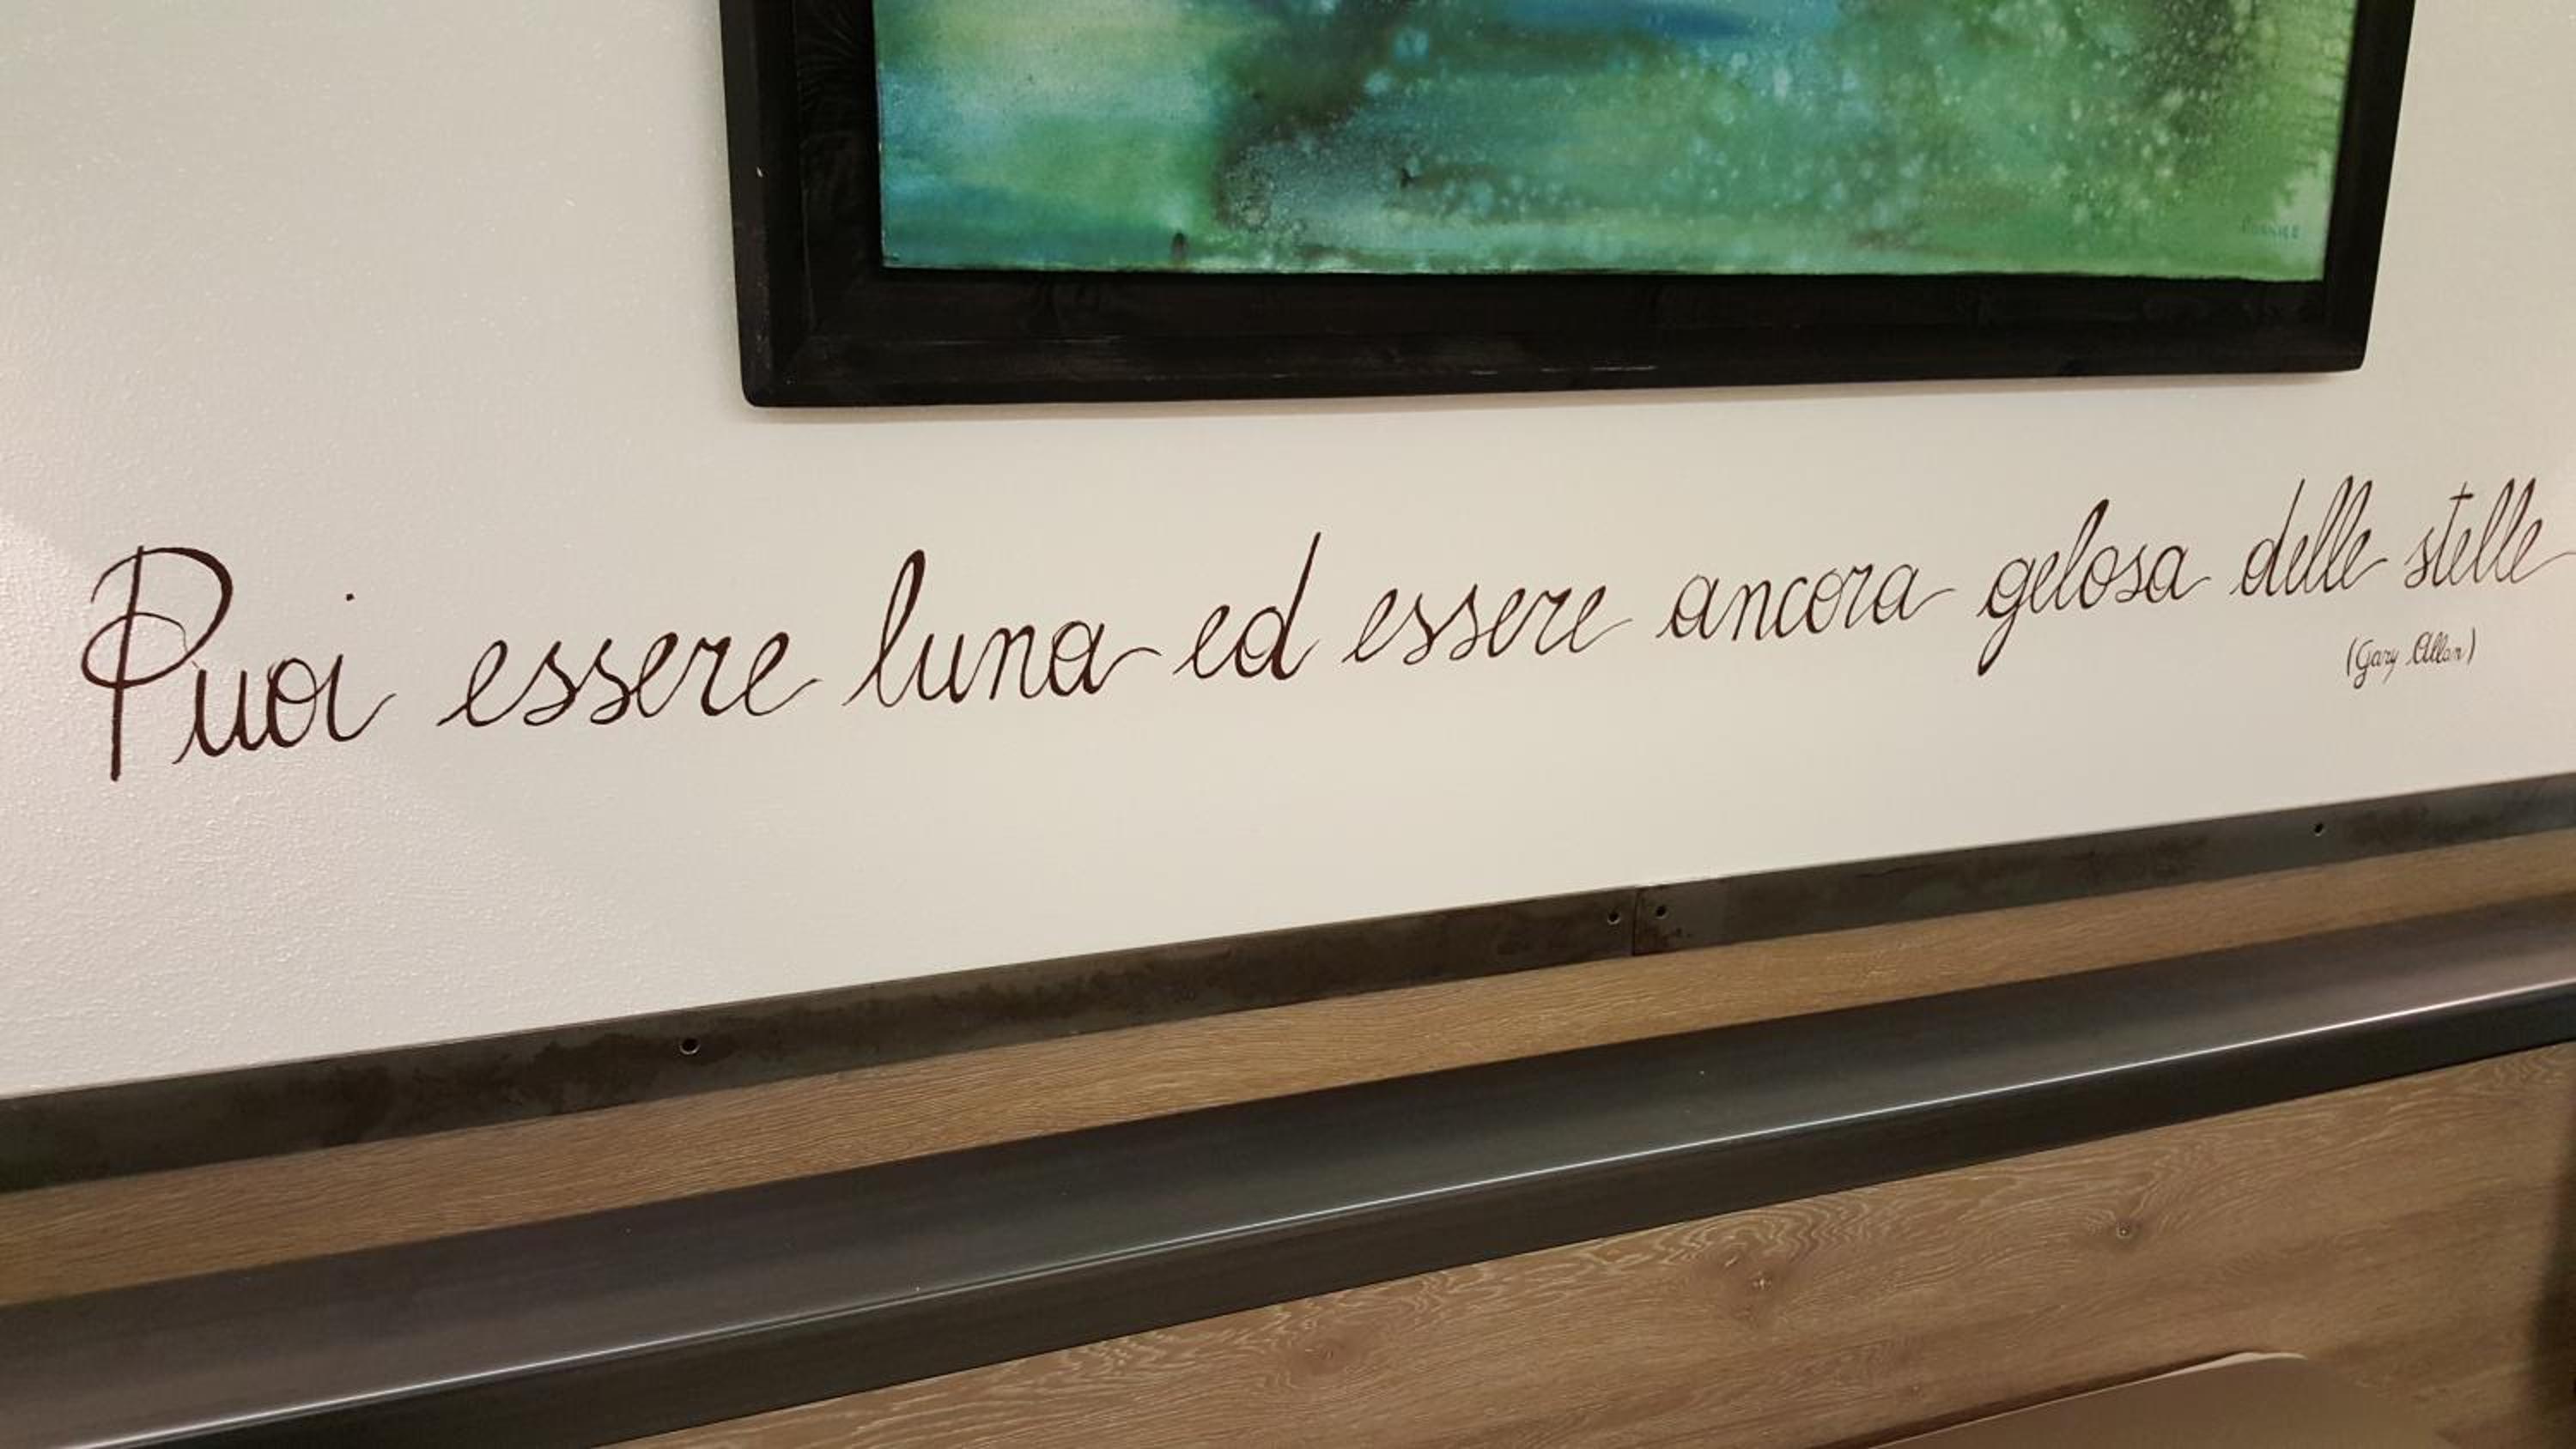 Puoi essere luna ed essere ancora gelosa delle stelle
(Gary Allan)